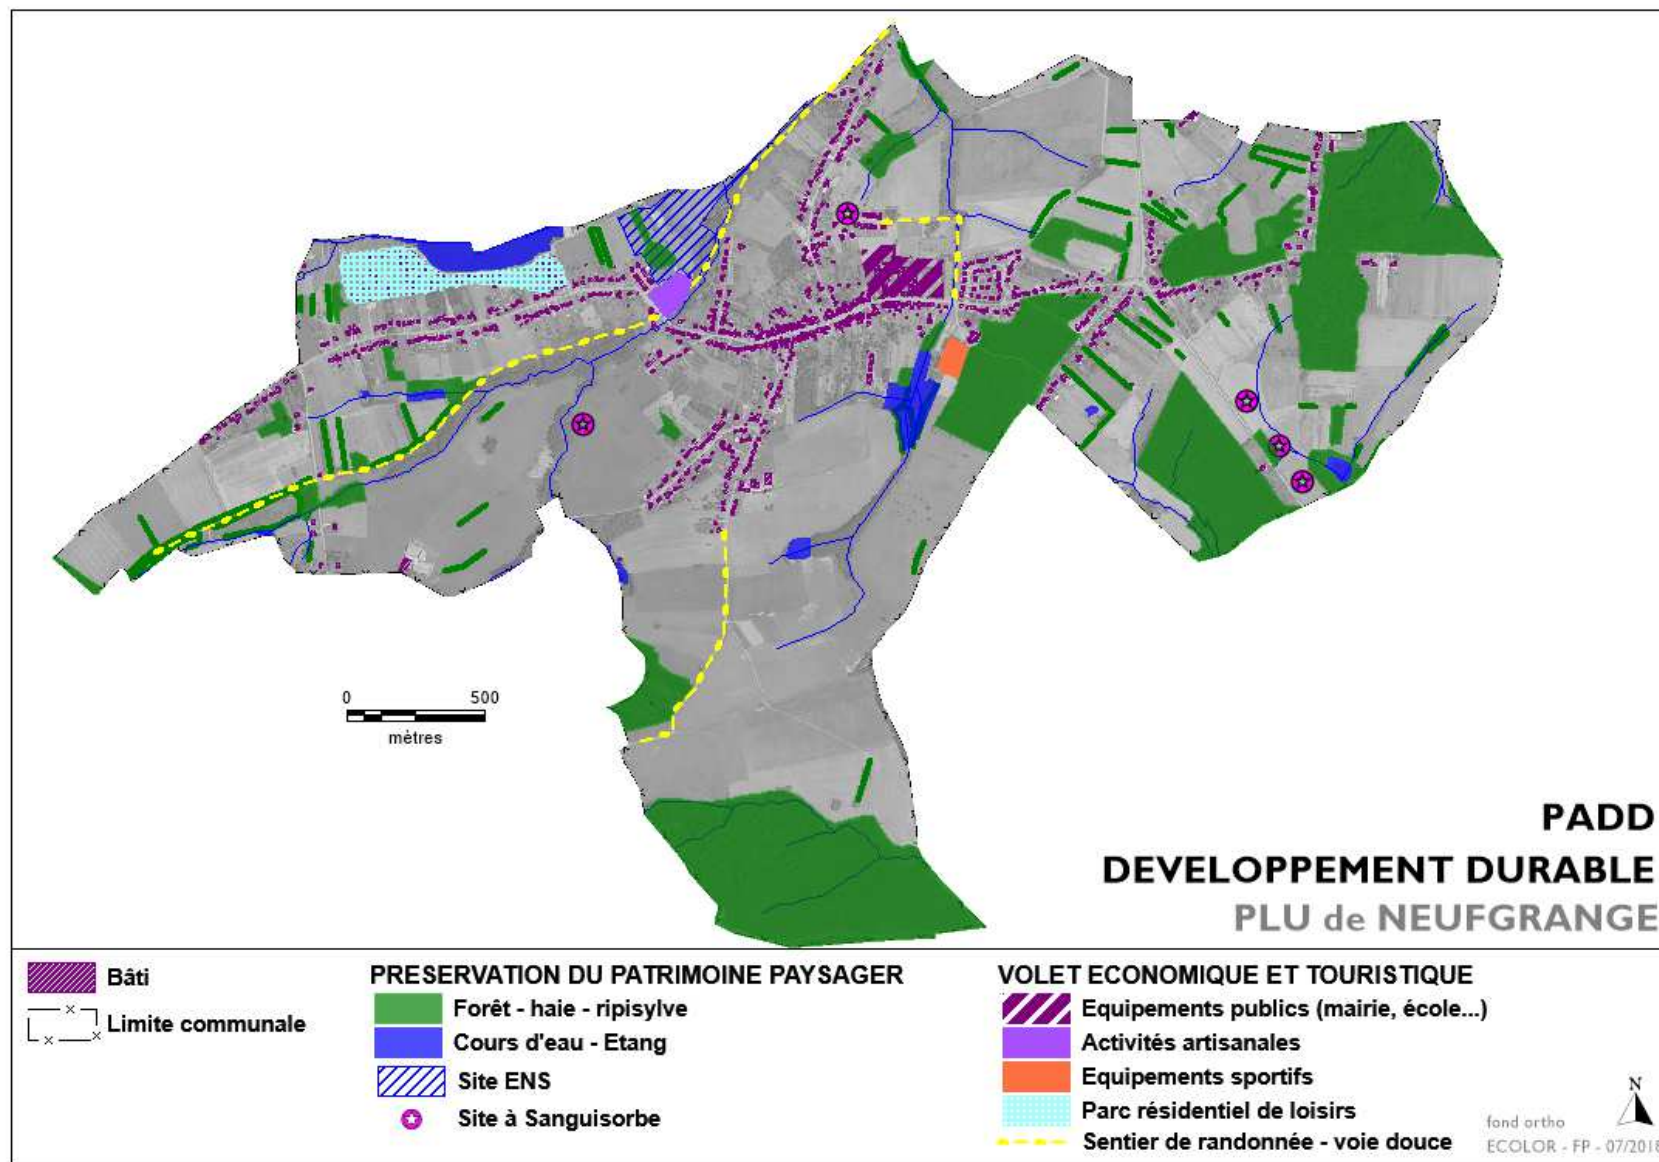 0 500
mètres
PADD
DEVELOPPEMENT DURABLE
PLU de NEUFGRANGE
Bâti
Limite communale
PRESERVATION DU PATRIMOINE PAYSAGER
Forêt - haie - ripisylve
Cours d'eau - Etang
Site ENS
Site à Sanguisorbe
VOLET ECONOMIQUE ET TOURISTIQUE
Equipements publics (mairie, école...)
Activités artisanales
Equipements sportifs
Parc résidentiel de loisirs
Sentier de randonnée - voie douce
N
fond ortho
ECOLOR - FP - 07/2018